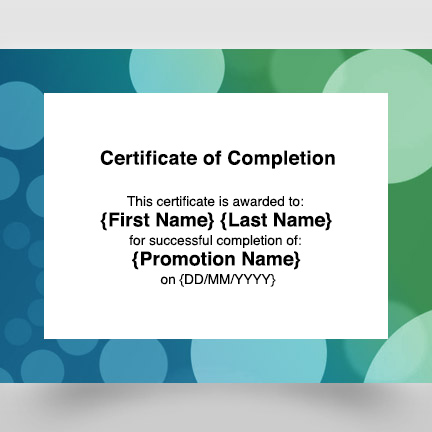 Certificate of Completion
This certificate is awarded to:
{First Name} {Last Name}
for successful completion of:
{Promotion Name}
on {DD/MM/YYYY}